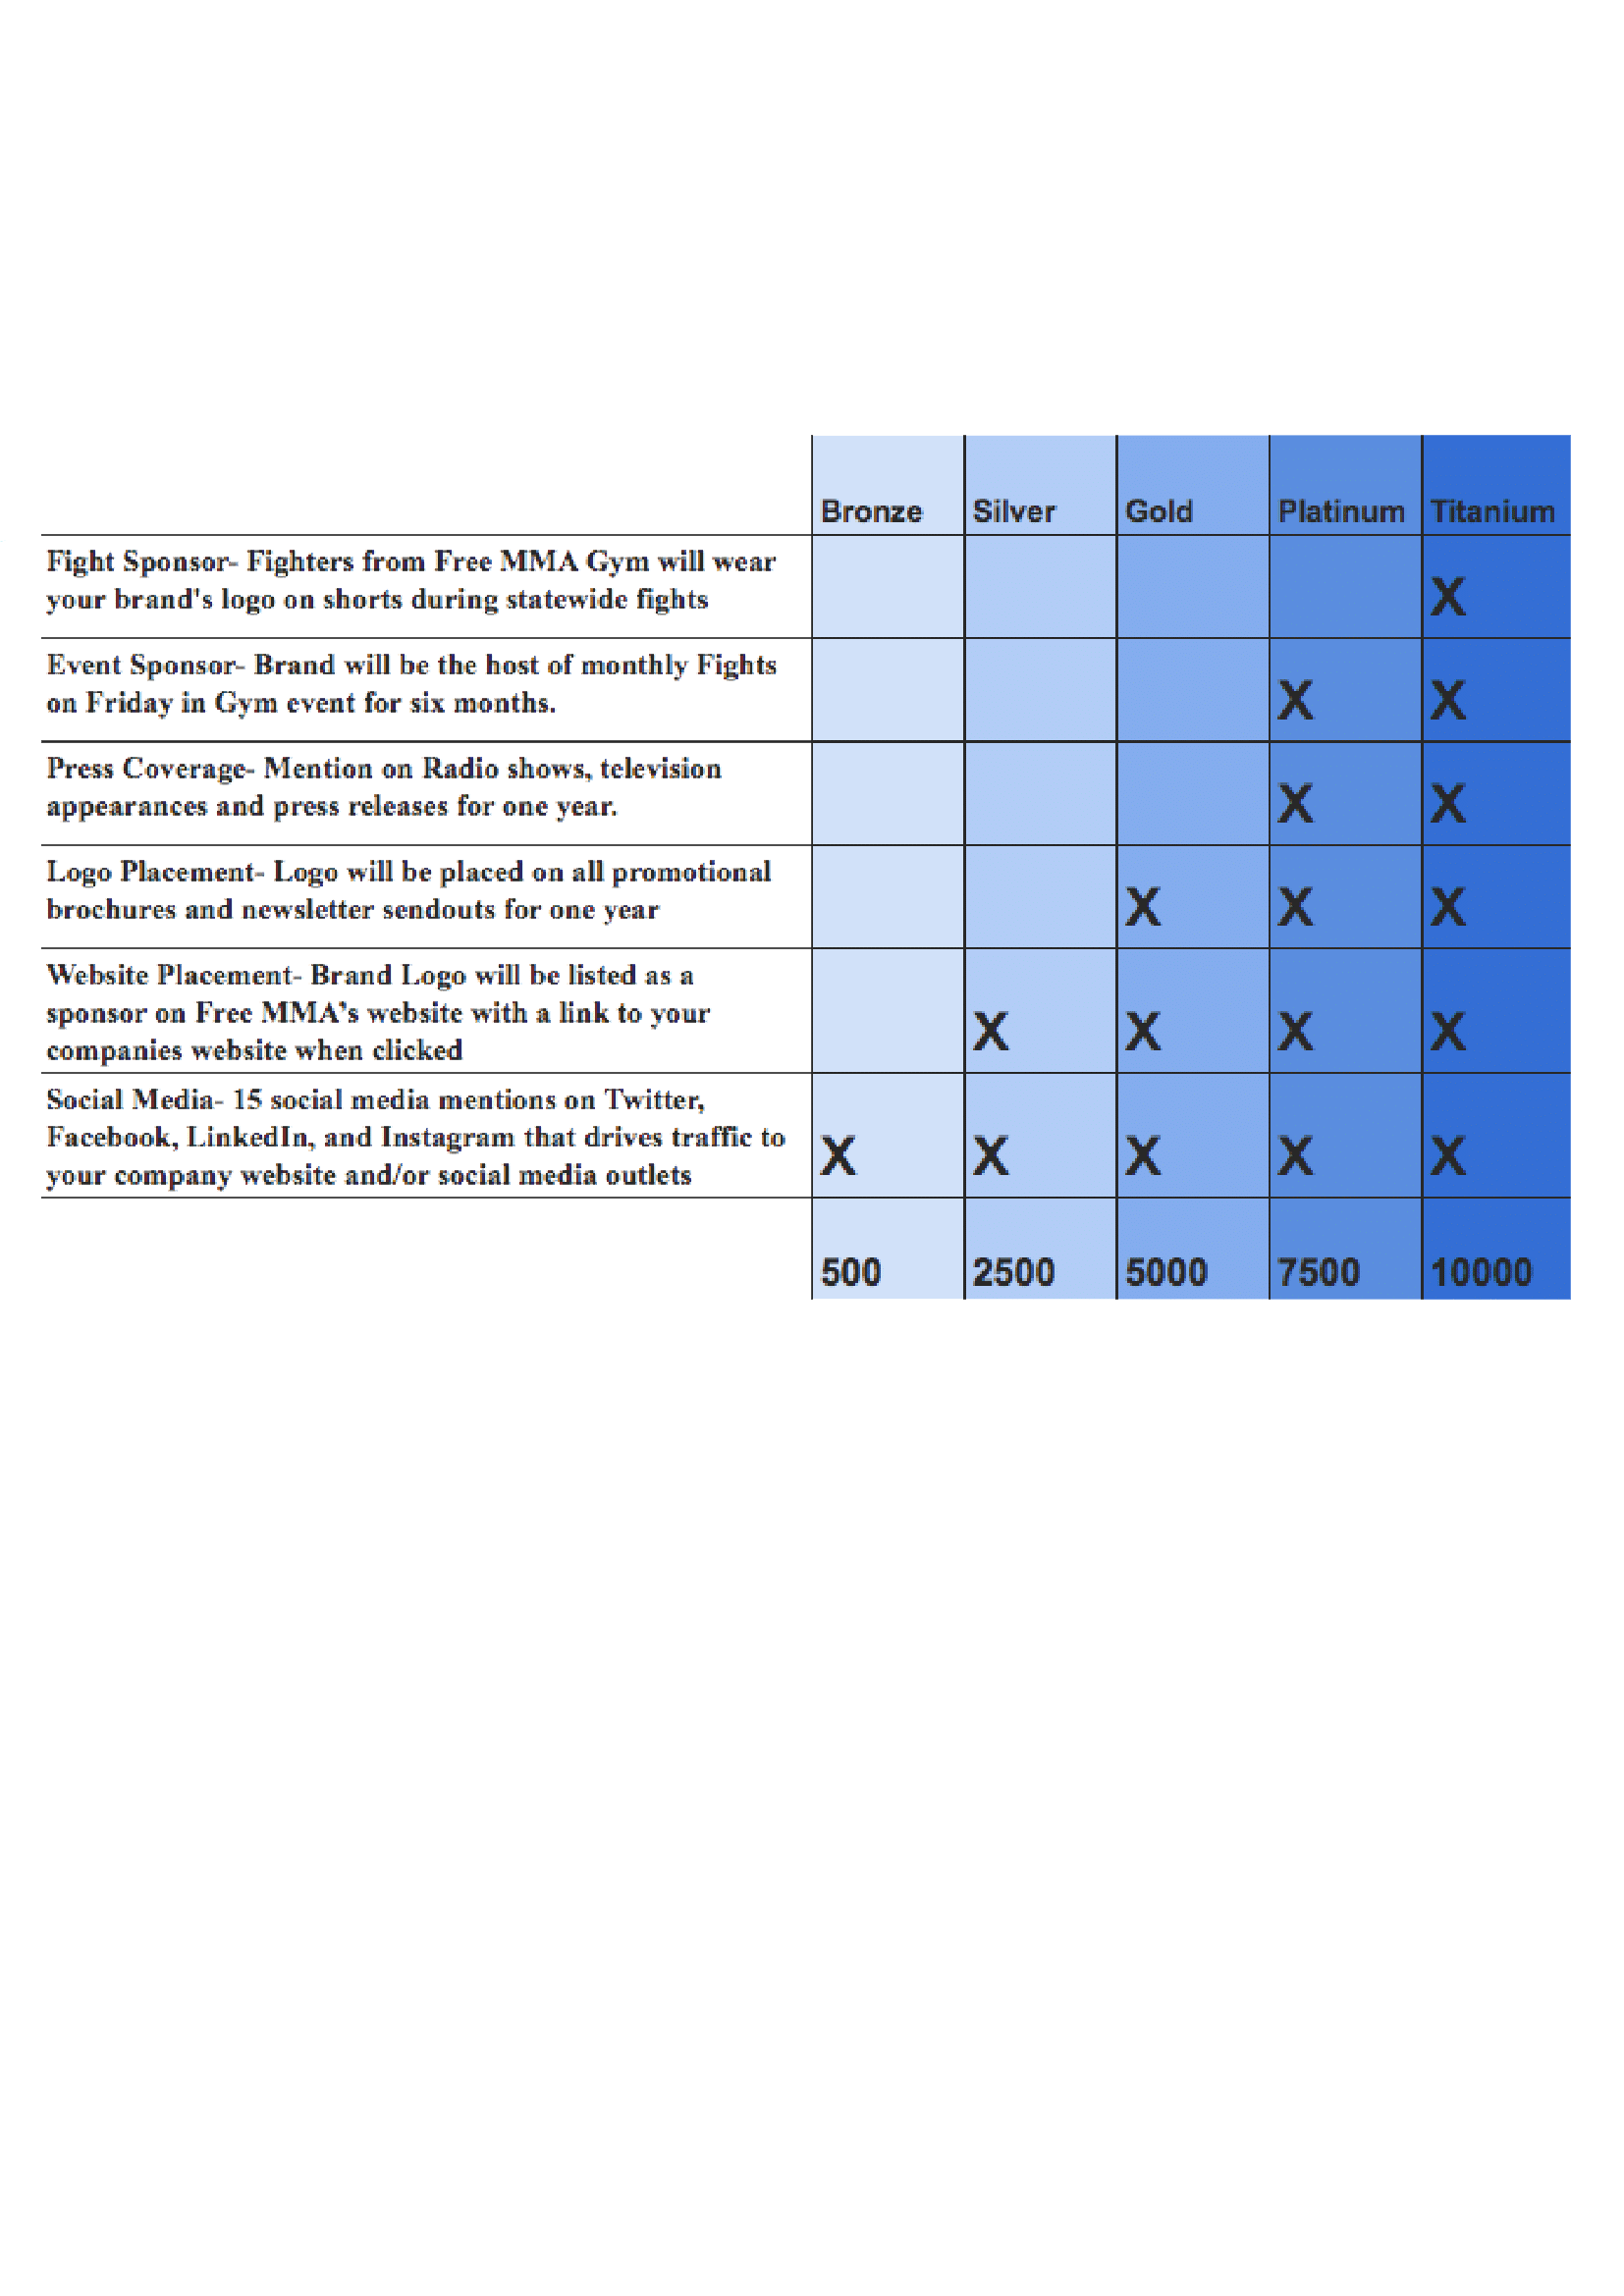 Bronze Silver Gold Platinum Titanium
Fight Sponsor- Fighters from Free MMA Gym will wear
your brand's logo on shorts during statewide fights
X
Event Sponsor- Brand will be the host of monthly Fights
on Friday in Gym event for six months.
X X
Press Coverage- Mention on Radio shows, television
appearances and press releases for one year.
X X
Logo Placement- Logo will be placed on all promotional
brochures and newsletter sendouts for one year
X X X
Website Placement- Brand Logo will be listed as a
sponsor on Free MMA’s website with a link to your
companies website when clicked
X X X X
Social Media- 15 social media mentions on Twitter,
Facebook, LinkedIn, and Instagram that drives traffic to
your company website and/or social media outlets
X X X X X
500 2500 5000 7500 10000